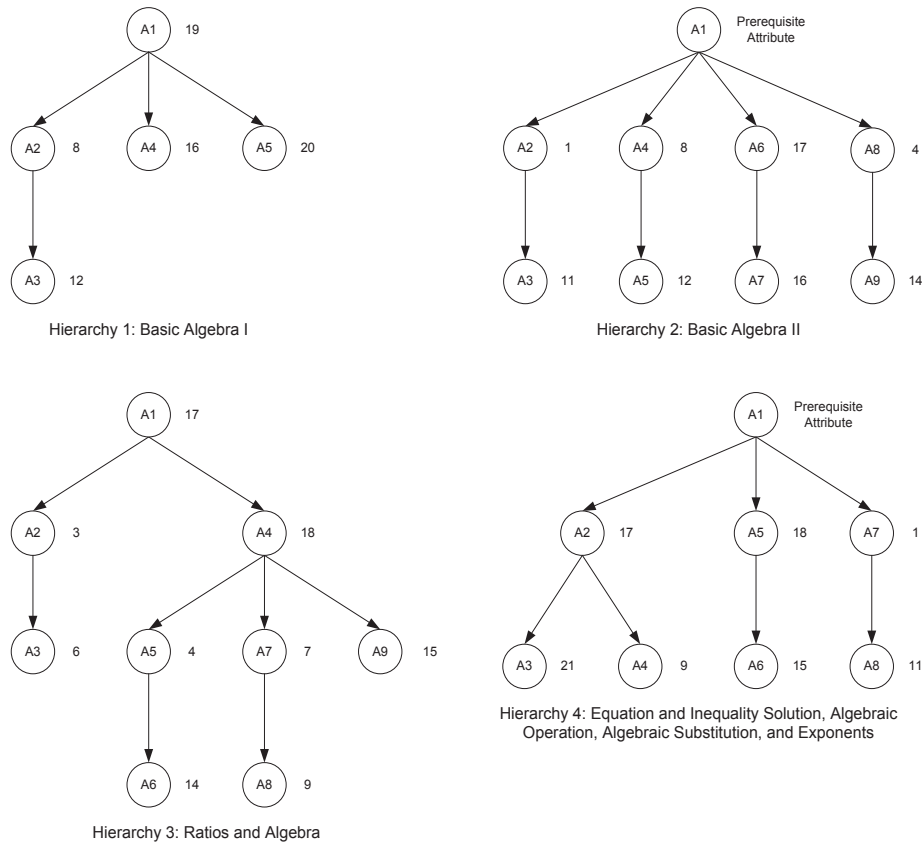 A1 19
A2 8 A4 16 A5 20
A3 12
Hierarchy 1: Basic Algebra I
A1 Prerequisite
Attribute
A2 1 A4 8 A6 17 A8 4
A3 11 A5 12 A7 16 A9 14
Hierarchy 2: Basic Algebra II
A1 17
A2 3 A4 18
A3 6 A5 4 A7 7 A9 15
A6 14 A8 9
Hierarchy 3: Ratios and Algebra
A1 Prerequisite
Attribute
A2 17 A5 18 A7 1
A3 21 A4 9 A6 15 A8 11
Hierarchy 4: Equation and Inequality Solution, Algebraic
Operation, Algebraic Substitution, and Exponents